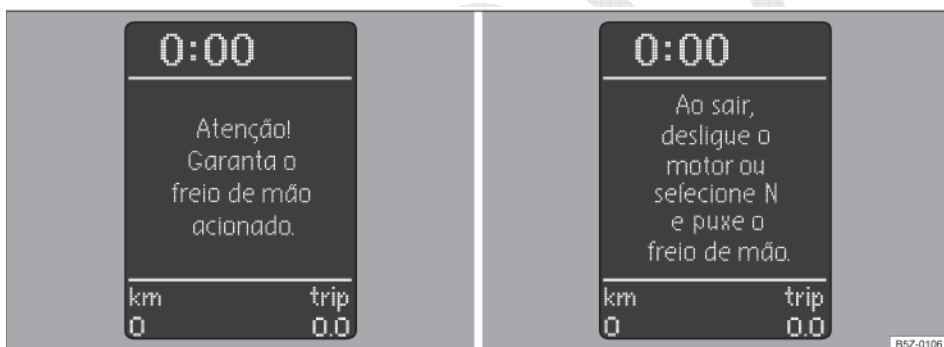 0:00
Atenção!
Garanta o
freio de mão
acionado.
km trip
0 0.0
0:00
Ao sair,
desligue o
motor ou
selecione N
e puxe o
freio de mão.
km trip
0 0.0
B5Z-0106